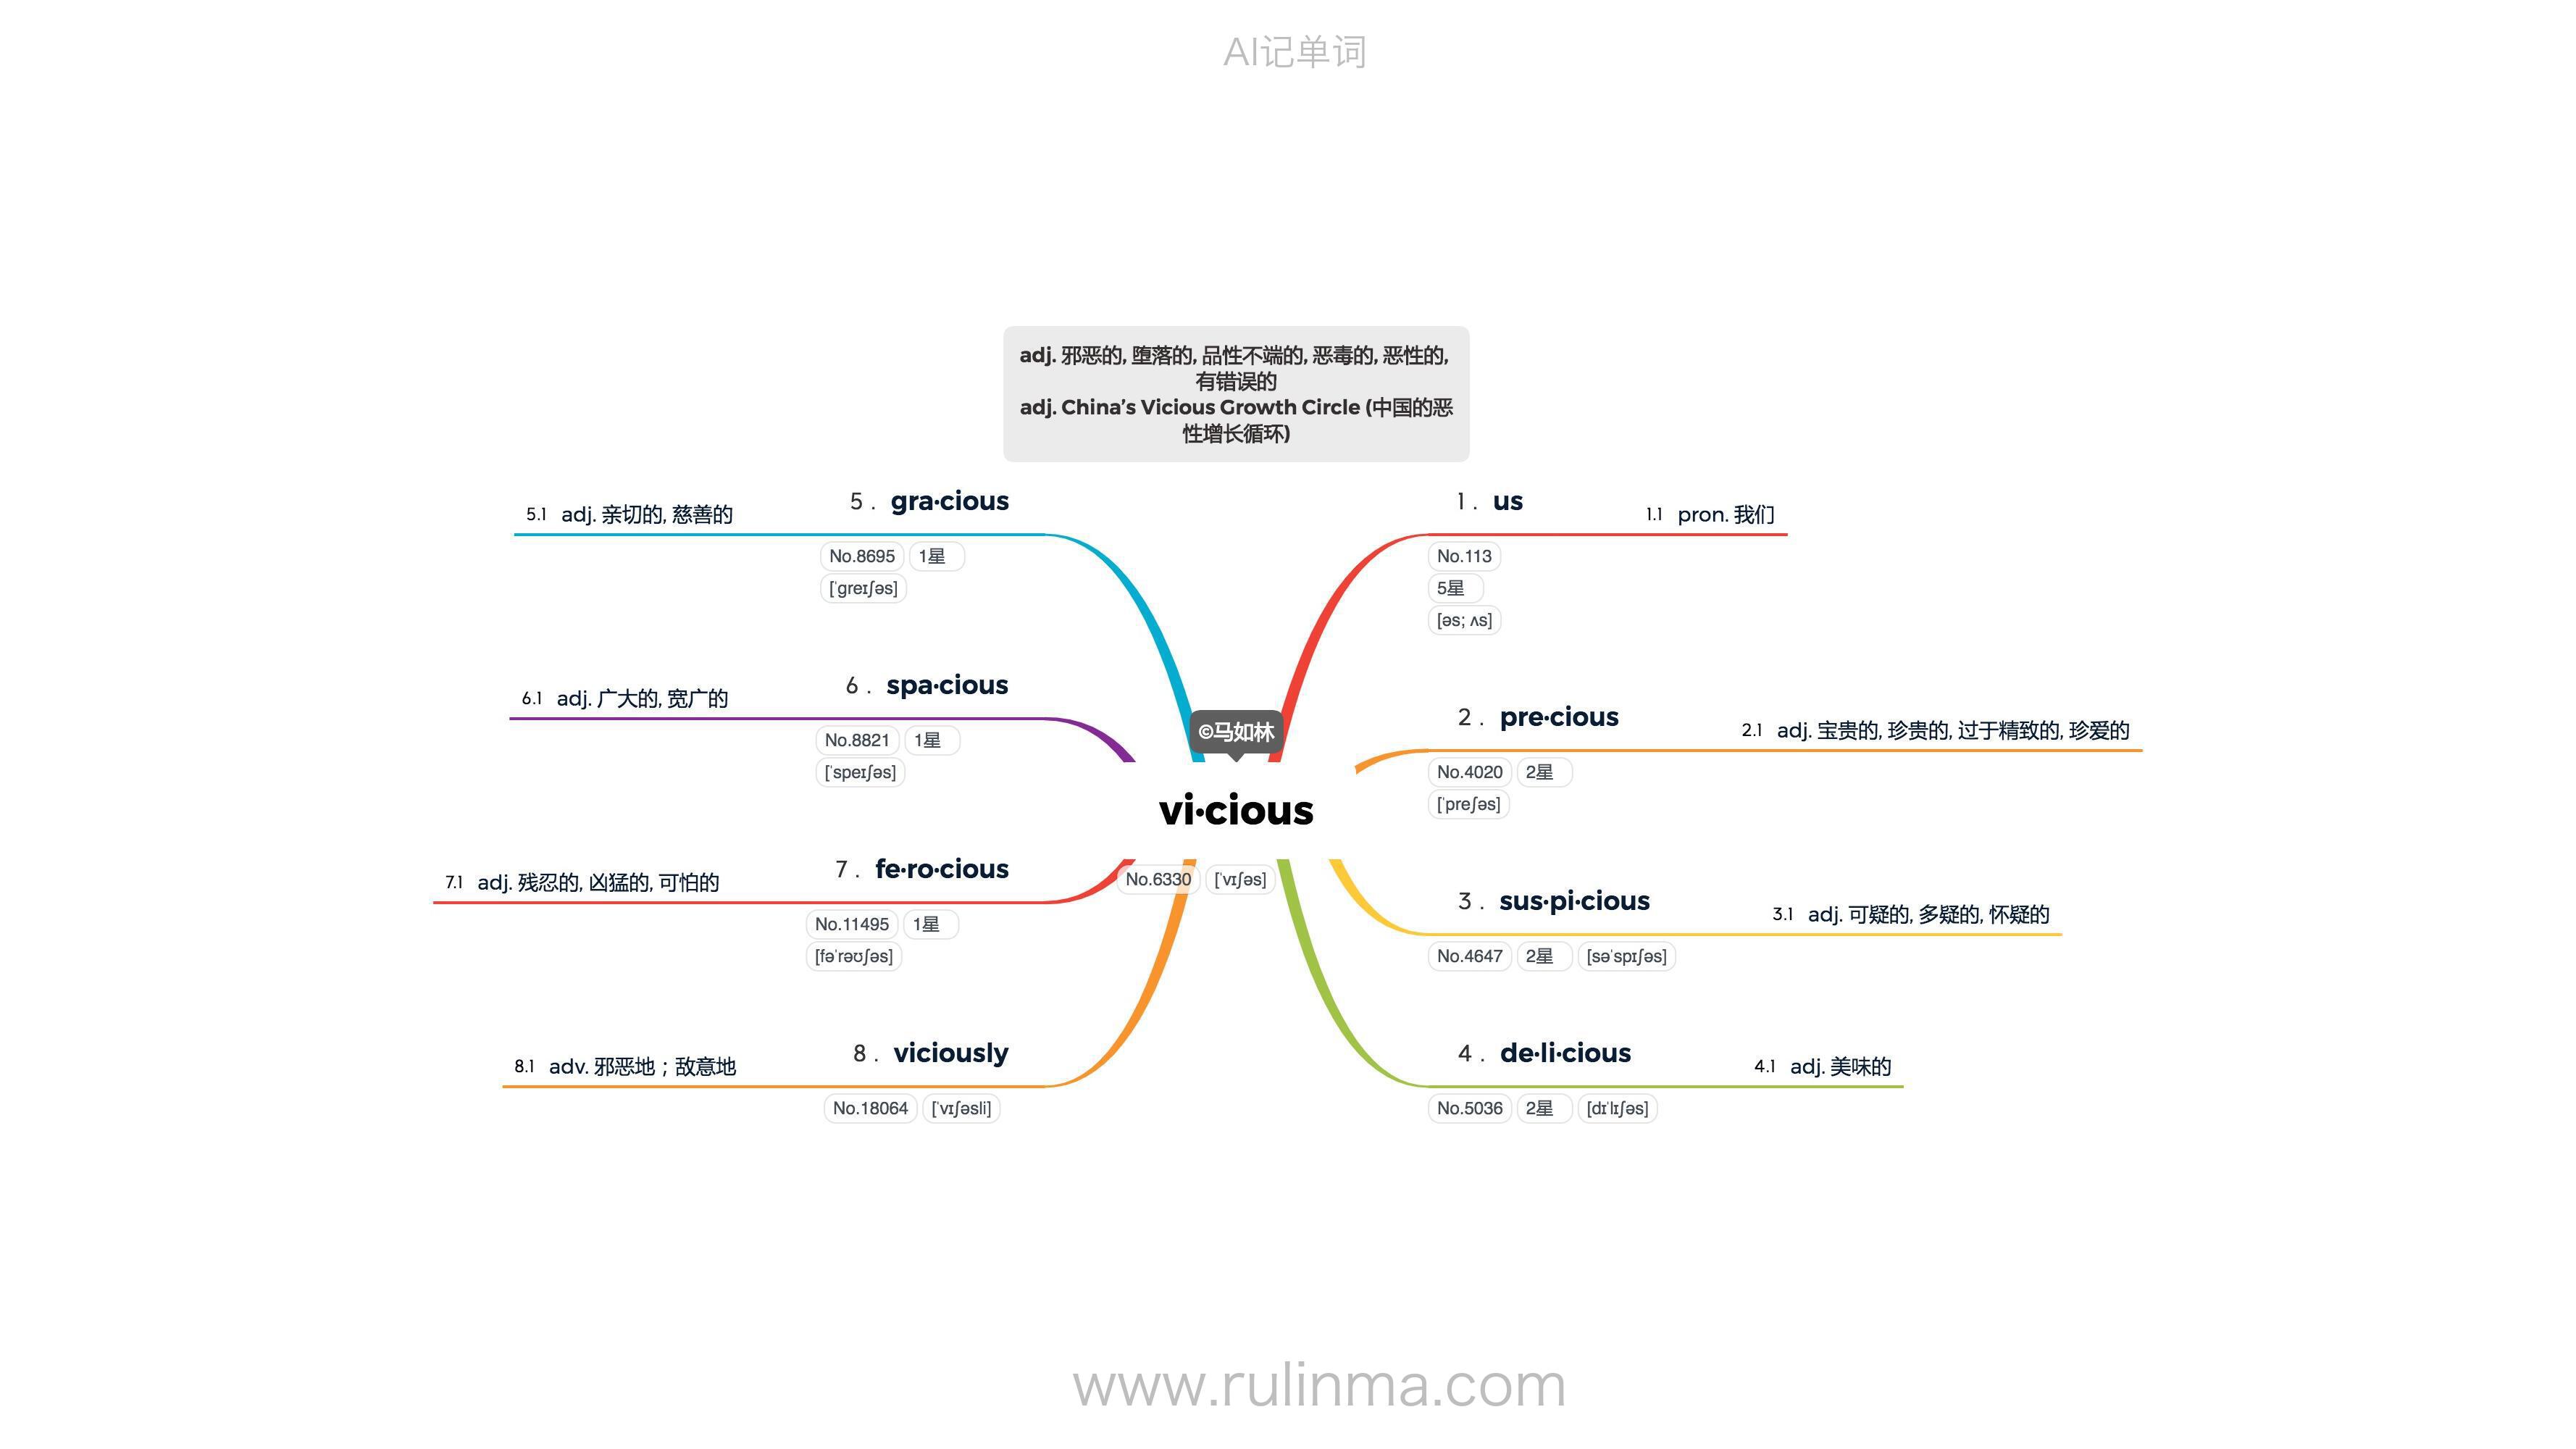 AI记单词
adj. 邪恶的, 堕落的, 品性不端的, 恶毒的, 恶性的,
有错误的
adj. China’s Vicious Growth Circle (中国的恶
性增长循环)
©马如林
vi·cious
No.6330 [ˈvɪʃəs]
1 . us
1.1 pron. 我们
No.113
5星
[əs; ʌs]
2 . pre·cious
2.1 adj. 宝贵的, 珍贵的, 过于精致的, 珍爱的
No.4020 2星
[ˈpreʃəs]
3 . sus·pi·cious
3.1 adj. 可疑的, 多疑的, 怀疑的
No.4647 2星 [səˈspɪʃəs]
4 . de·li·cious
4.1 adj. 美味的
No.5036 2星 [dɪˈlɪʃəs]
5 . gra·cious
5.1 adj. 亲切的, 慈善的
No.8695 1星
[ˈɡreɪʃəs]
6 . spa·cious
6.1 adj. 广大的, 宽广的
No.8821 1星
[ˈspeɪʃəs]
7 . fe·ro·cious
7.1 adj. 残忍的, 凶猛的, 可怕的
No.11495 1星
[fəˈrəʊʃəs]
8 . viciously
8.1 adv. 邪恶地；敌意地
No.18064 [ˈvɪʃəsli]
www.rulinma.com